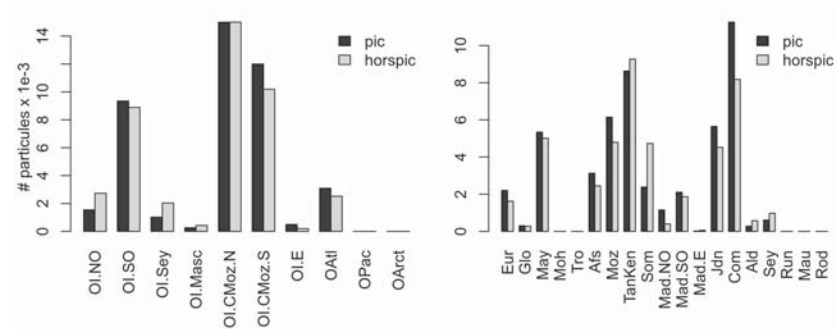 # particules x 1e-3
14
10
8
6
4
2
0
pic
horspic
OI.NO
OI.SO
OI.Sey
OI.Masc
OI.CMoz.N
OI.CMoz.S
OI.E
OAtl
OPac
OArct
10
8
6
4
2
0
pic
horspic
Eur
Glo
May
Moh
Tro
Afs
Moz
TanKen
Som
Mad.NO
Mad.SO
Mad.E
Jdn
Com
Ald
Sey
Run
Mau
Rod